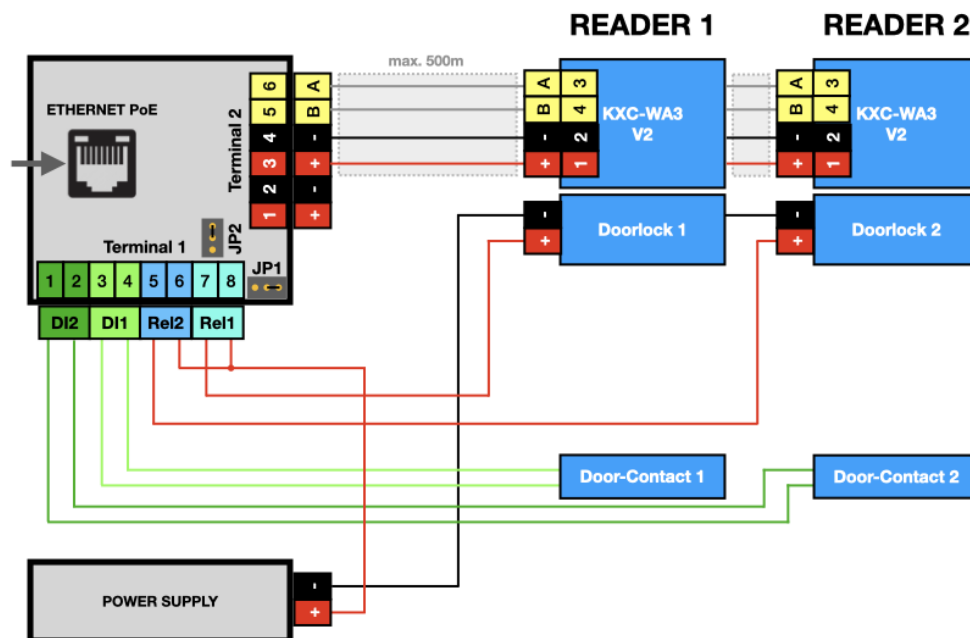 READER 1
READER 2
max. 500m
ETHERNET PoE
Terminal 2
6 A
5 B
4 -
3 +
2 -
1 +
A 3
B 4
- 2
+ 1
KXC-WA3
V2
A 3
B 4
- 2
+ 1
KXC-WA3
V2
JP2
Terminal 1
JP1
1 2 3 4 5 6 7 8
DI2 DI1 Rel2 Rel1
-
+
Doorlock 1
-
+
Doorlock 2
Door-Contact 1
Door-Contact 2
POWER SUPPLY
-
+